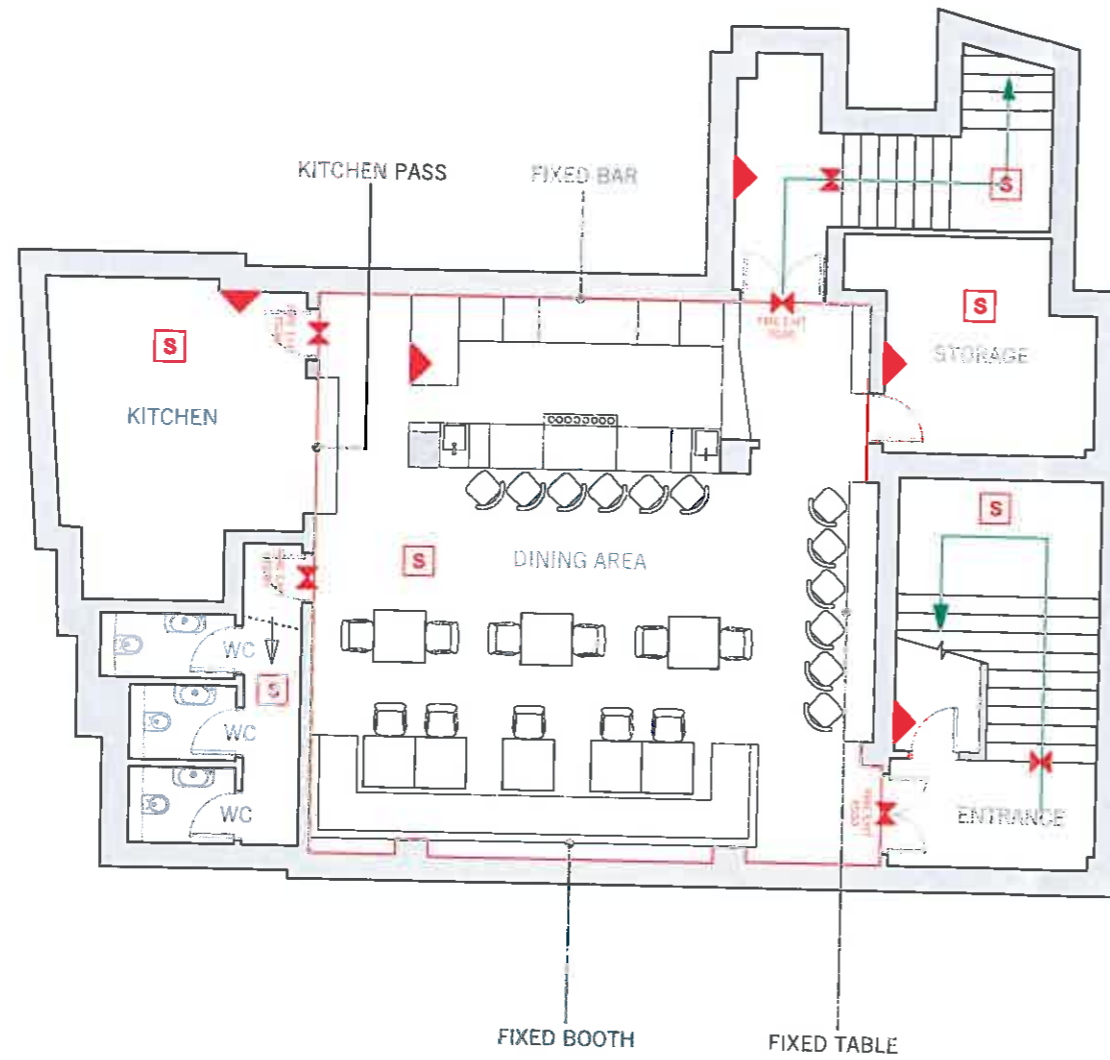 KITCHEN PASS
FIXED BAR
S
S
S
STORAGE
KITCHEN
S
S
DINING AREA
WC
S
WC
WC
ENTRANCE
FIXED BOOTH
FIXED TABLE